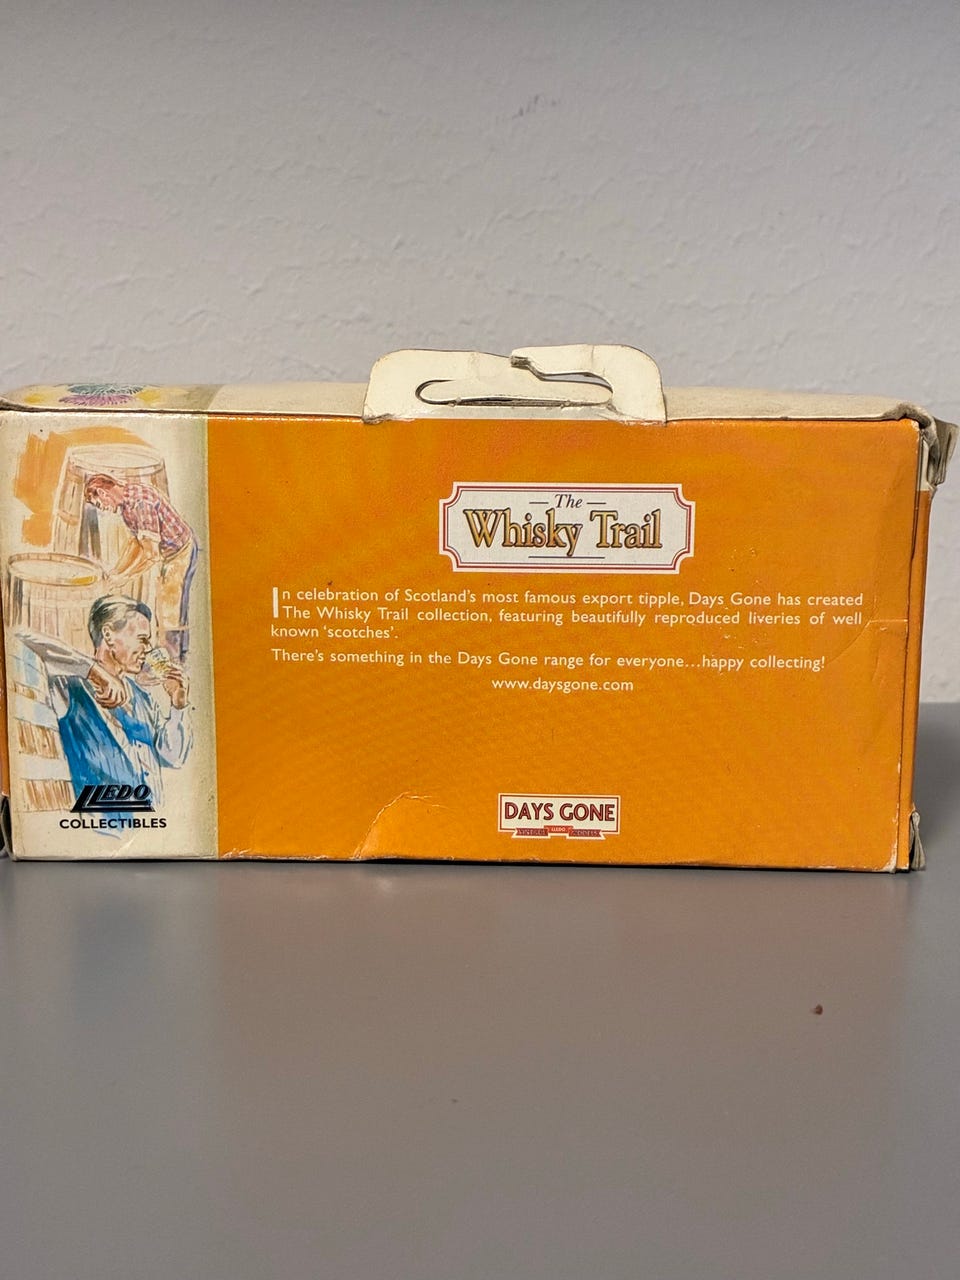 The
Whisky Trail
In celebration of Scotland's most famous export tipple, Days Gone has created
The Whisky Trail collection, featuring beautifully reproduced liveries of well
known 'scotches'.
There's something in the Days Gone range for everyone...happy collecting!
www.daysgone.com
LLEDO
COLLECTIBLES
DAYS GONE
LLEDO